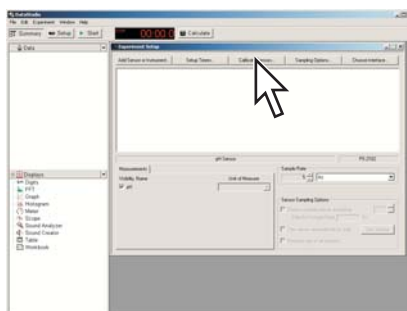 DataStudio
File Edit Experiment Window Help
Summary Setup Start 00:00.0 Calculate
Data
Experiment Setup
Add Sensor or Instrument... Setup Timers... Sampling Options... Choose Interface...
pH Sensor
Measurements
Visibility, Name Unit of Measure
pH
Sample Rate
5 Hz
Sensor Sampling Options
Displays
Digits
FFT
Graph
Histogram
Meter
Scope
Sound Analyzer
Sound Creator
Table
Workbook